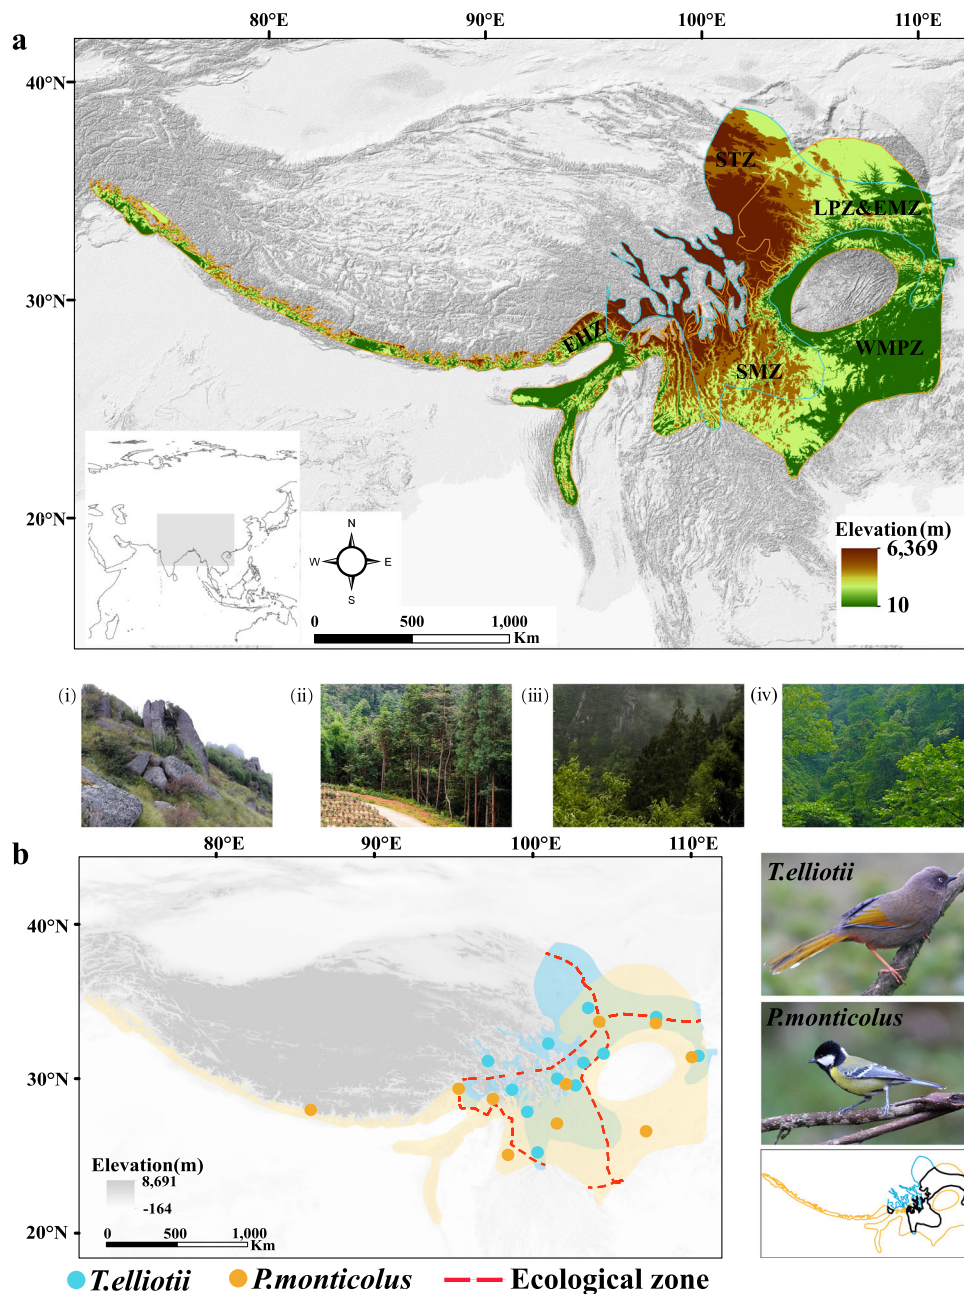 80°E 90°E 100°E 110°E
a
40°N
30°N
20°N
STZ
LPZ&EMZ
EHZ
SMZ
WMPZ
N
W E
S
0 500 1,000
Km
Elevation(m)
6,369
10
(i) (ii) (iii) (iv)
80°E 90°E 100°E 110°E
b
40°N
30°N
20°N
Elevation(m)
8,691
-164
0 500 1,000
Km
T.elliotii
P.monticolus
T.elliotii P.monticolus Ecological zone